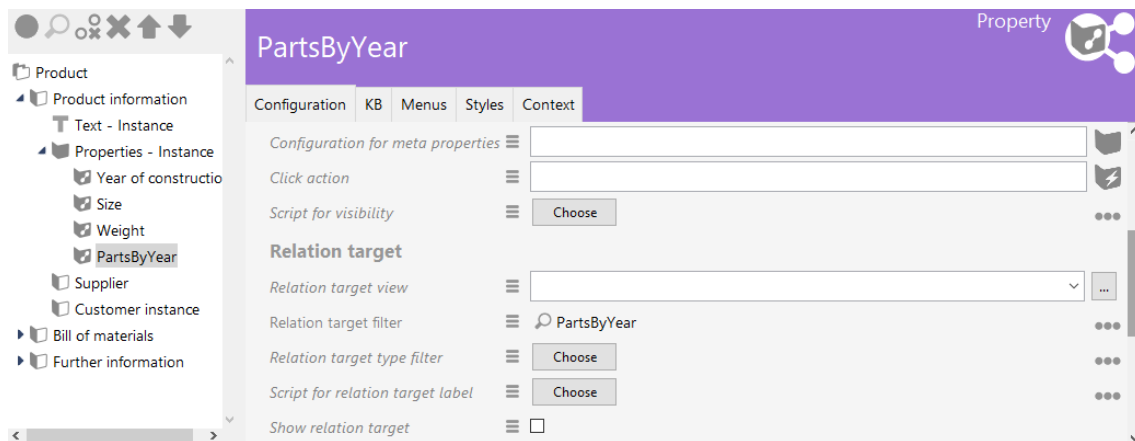 Property
PartsByYear
Product
Product information
Text - Instance
Properties - Instance
Year of constructio
Size
Weight
PartsByYear
Supplier
Customer instance
Bill of materials
Further information
Configuration KB Menus Styles Context
Configuration for meta properties
Click action
Script for visibility Choose
Relation target
Relation target view ...
Relation target filter PartsByYear
Relation target type filter Choose
Script for relation target label Choose
Show relation target